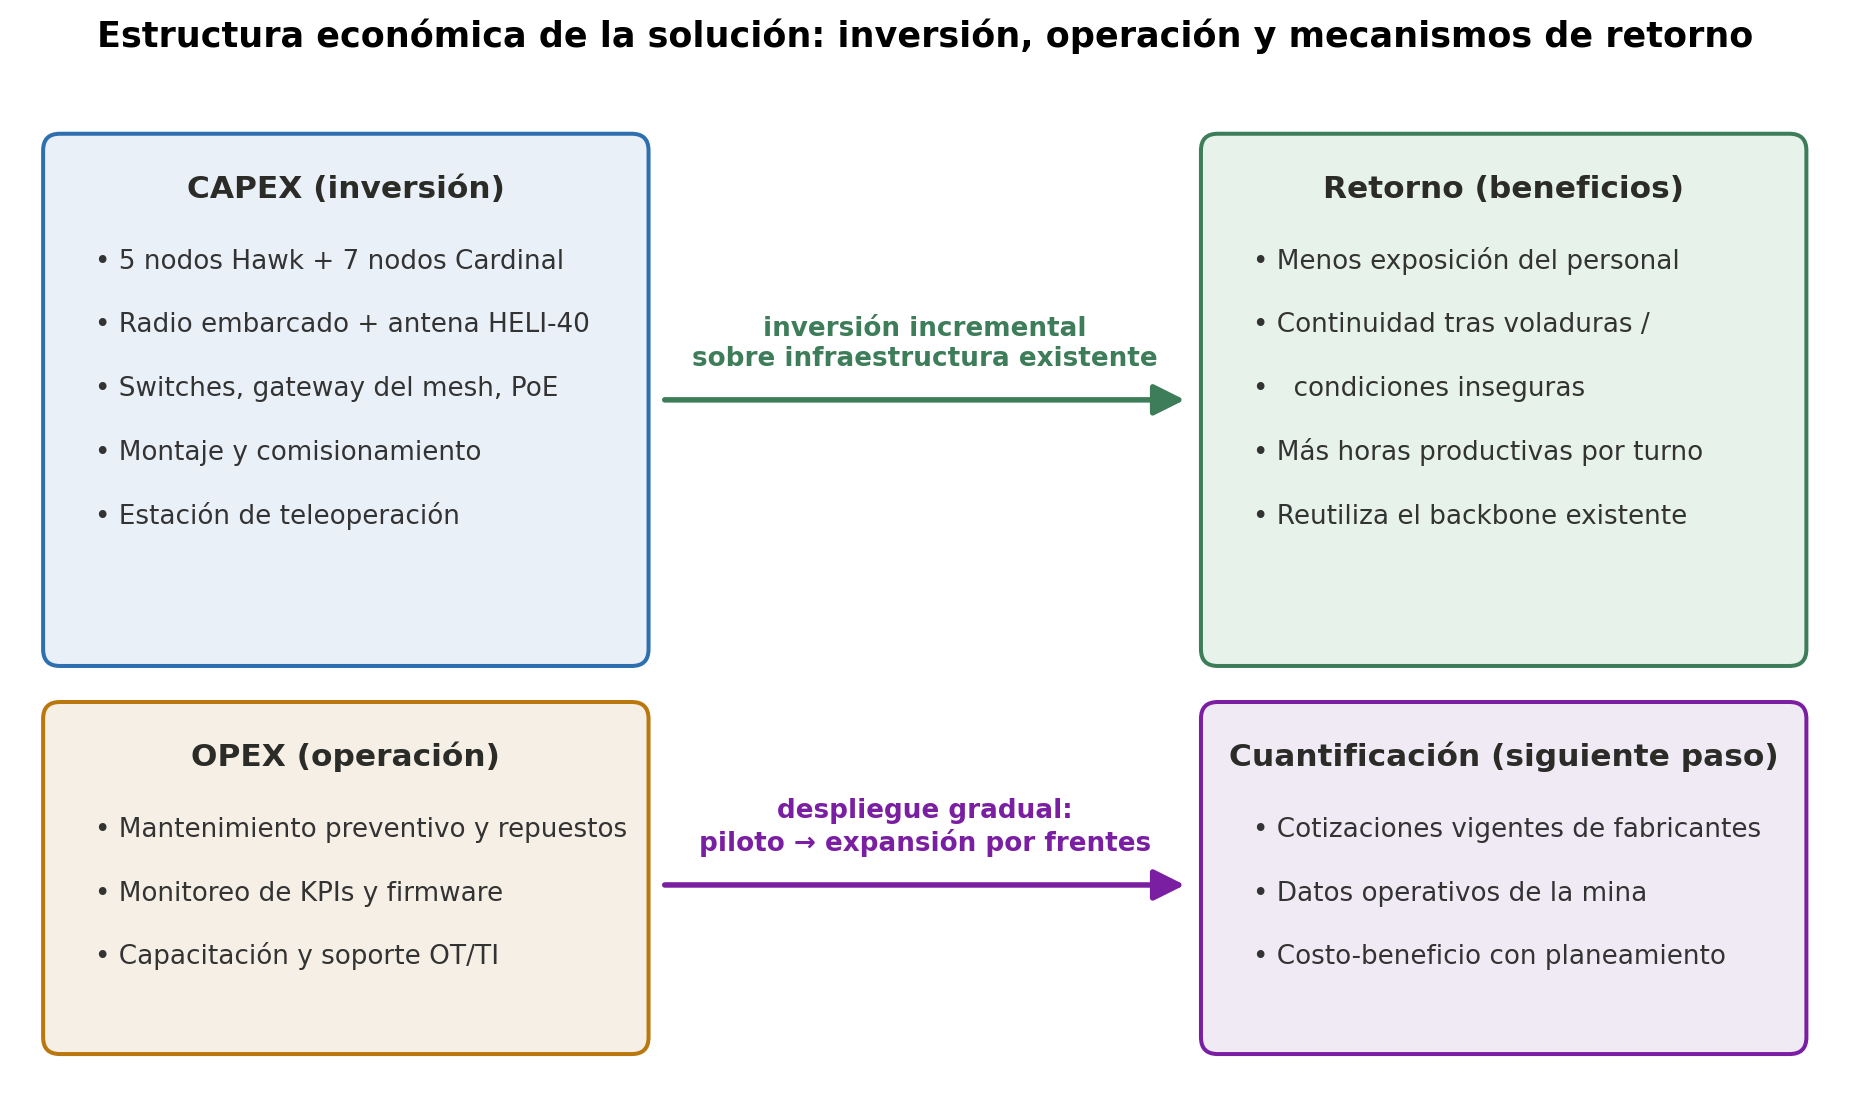 Estructura económica de la solución: inversión, operación y mecanismos de retorno
CAPEX (inversión)
• 5 nodos Hawk + 7 nodos Cardinal
• Radio embarcado + antena HELI-40
• Switches, gateway del mesh, PoE
• Montaje y comisionamiento
• Estación de teleoperación
inversión incremental
sobre infraestructura existente
Retorno (beneficios)
• Menos exposición del personal
• Continuidad tras voladuras /
•   condiciones inseguras
• Más horas productivas por turno
• Reutiliza el backbone existente
OPEX (operación)
• Mantenimiento preventivo y repuestos
• Monitoreo de KPIs y firmware
• Capacitación y soporte OT/TI
despliegue gradual:
piloto → expansión por frentes
Cuantificación (siguiente paso)
• Cotizaciones vigentes de fabricantes
• Datos operativos de la mina
• Costo-beneficio con planeamiento